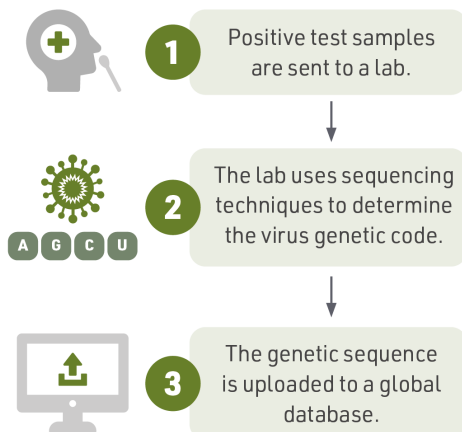 1
Positive test samples
are sent to a lab.
2
The lab uses sequencing
techniques to determine
the virus genetic code.
A G C U
3
The genetic sequence
is uploaded to a global
database.